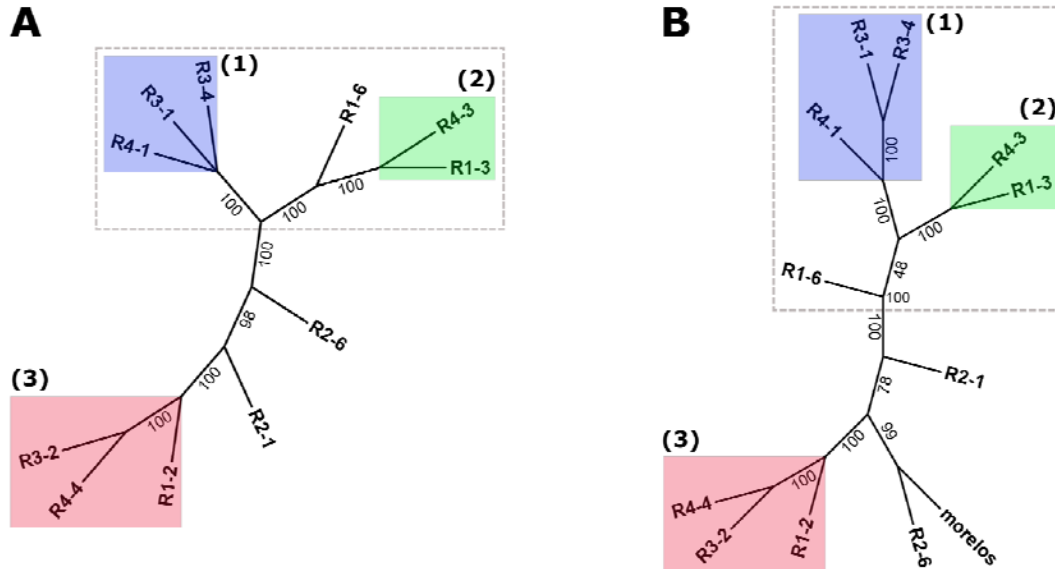 A
(1)
R3-4
R3-1
R4-1
R1-6
(2)
R4-3
R1-3
100
100
100
100
R2-6
98
100
R2-1
(3)
100
R3-2
R4-4
R1-2
B
(1)
R3-1
R3-4
R4-1
100
(2)
R4-3
R1-3
100
100
48
R1-6
100
100
R2-1
78
(3)
100
99
100
R4-4
R3-2
R1-2
R2-6
morelos